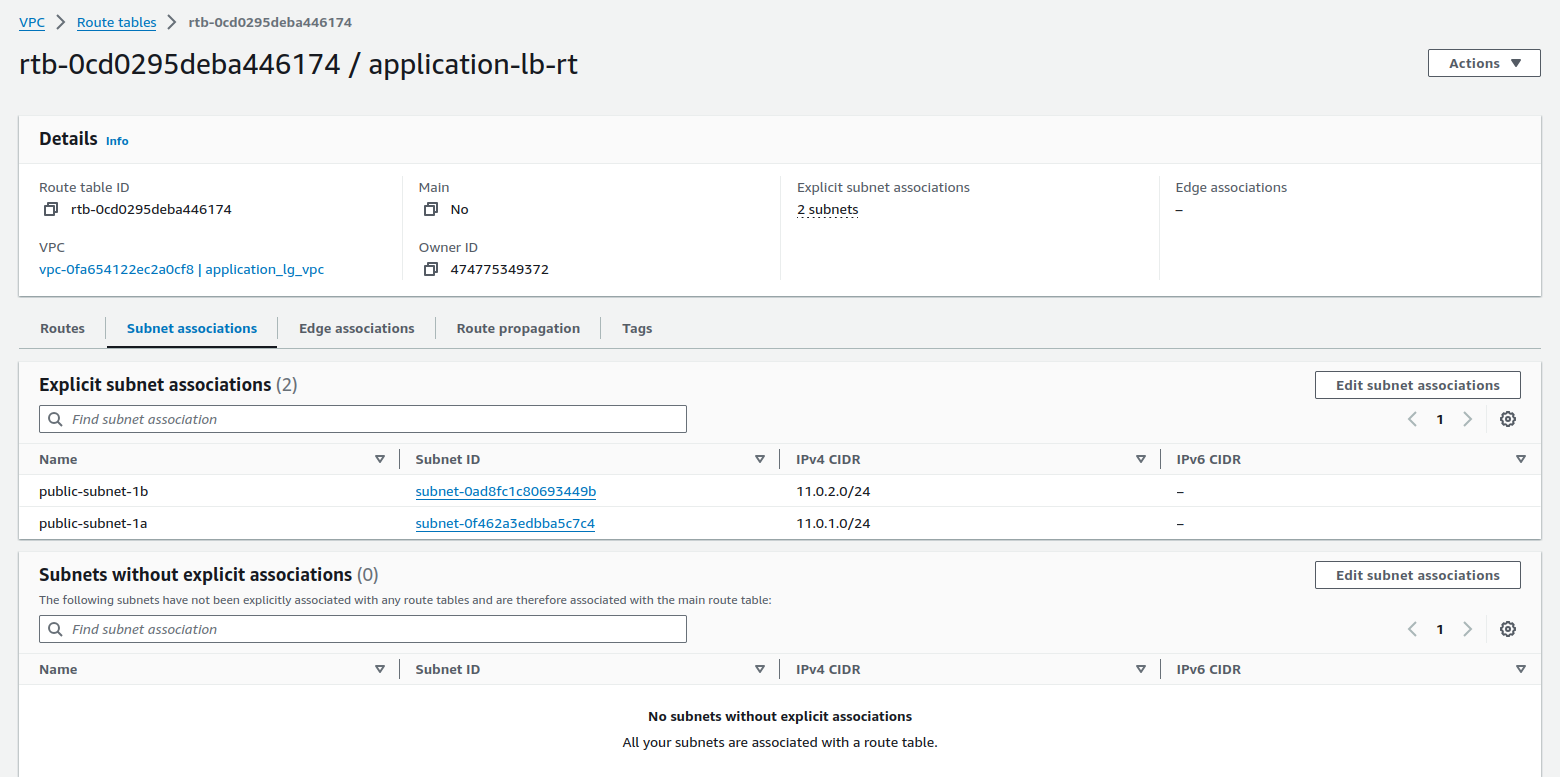 VPC > Route tables > rtb-0cd0295deba446174
rtb-0cd0295deba446174 / application-lb-rt
Actions
Details Info
Route table ID
rtb-0cd0295deba446174
Main
No
Explicit subnet associations
2 subnets
Edge associations
–
VPC
vpc-0fa654122ec2a0cf8 | application_lg_vpc
Owner ID
474775349372
Routes
Subnet associations
Edge associations
Route propagation
Tags
Explicit subnet associations (2)
Edit subnet associations
Find subnet association
1
Name Subnet ID IPv4 CIDR IPv6 CIDR
public-subnet-1b subnet-0ad8fc1c80693449b 11.0.2.0/24 –
public-subnet-1a subnet-0f462a3edbba5c7c4 11.0.1.0/24 –
Subnets without explicit associations (0)
Edit subnet associations
The following subnets have not been explicitly associated with any route tables and are therefore associated with the main route table:
Find subnet association
1
Name Subnet ID IPv4 CIDR IPv6 CIDR
No subnets without explicit associations
All your subnets are associated with a route table.